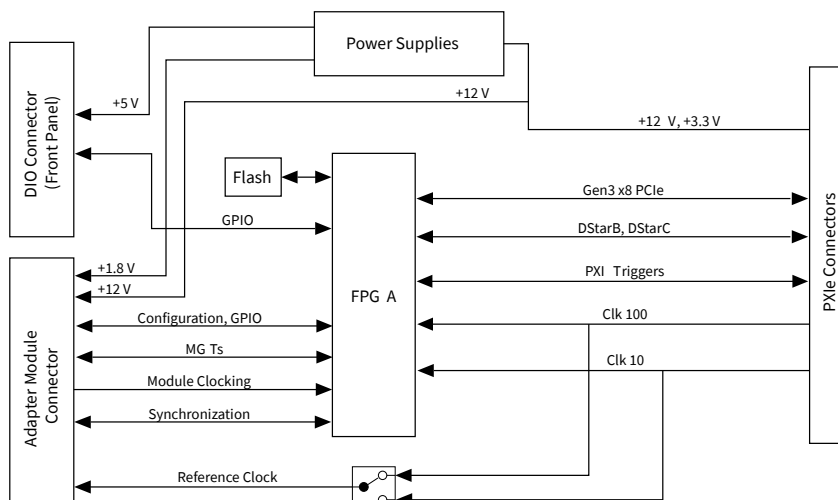 Power Supplies
+5 V
+12 V
+12 V, +3.3 V
DIO Connector
(Front Panel)
Flash
Gen3 x8 PCIe
GPIO
DStarB, DStarC
+1.8 V
PXI Triggers
+12 V
FPG A
PXIe Connectors
Configuration, GPIO
Clk 100
MG Ts
Clk 10
Module Clocking
Adapter Module
Connector
Synchronization
Reference Clock